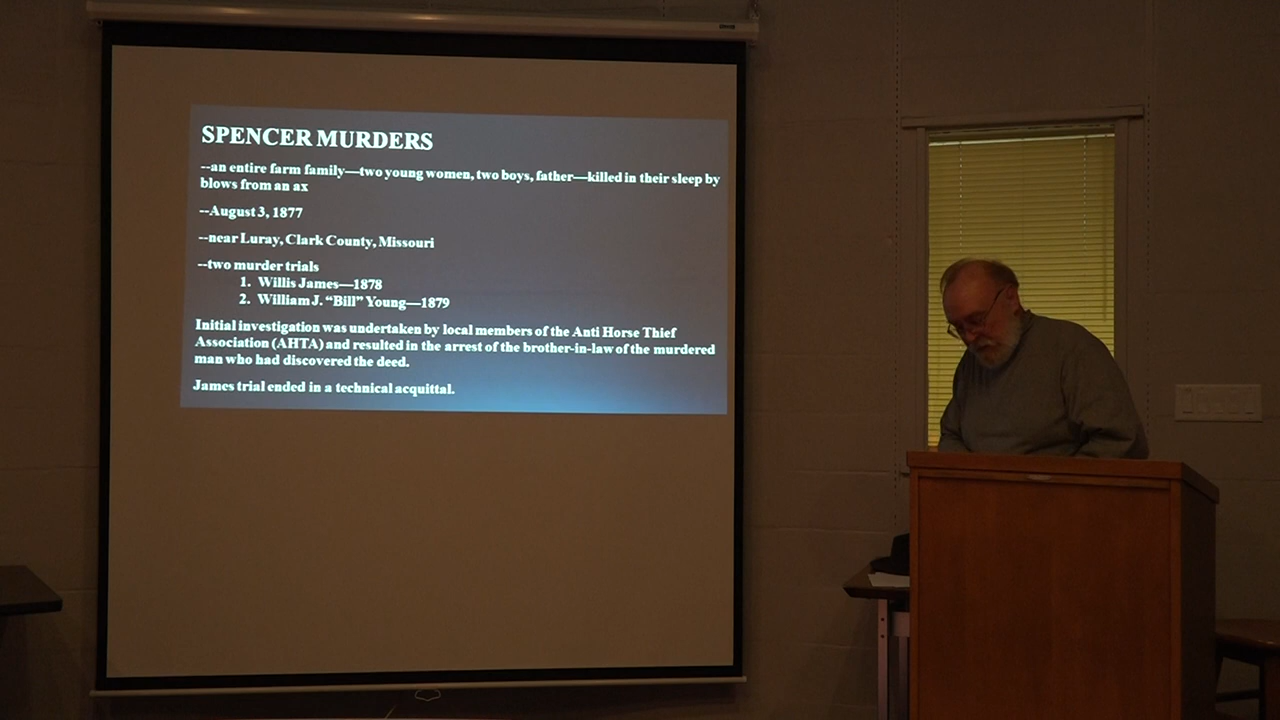 SPENCER MURDERS
--an entire farm family—two young women, two boys, father—killed in their sleep by
blows from an ax
--August 3, 1877
--near Luray, Clark County, Missouri
--two murder trials
1. Willis James—1878
2. William J. “Bill” Young—1879
Initial investigation was undertaken by local members of the Anti Horse Thief
Association (AHTA) and resulted in the arrest of the brother-in-law of the murdered
man who had discovered the deed.
James trial ended in a technical acquittal.